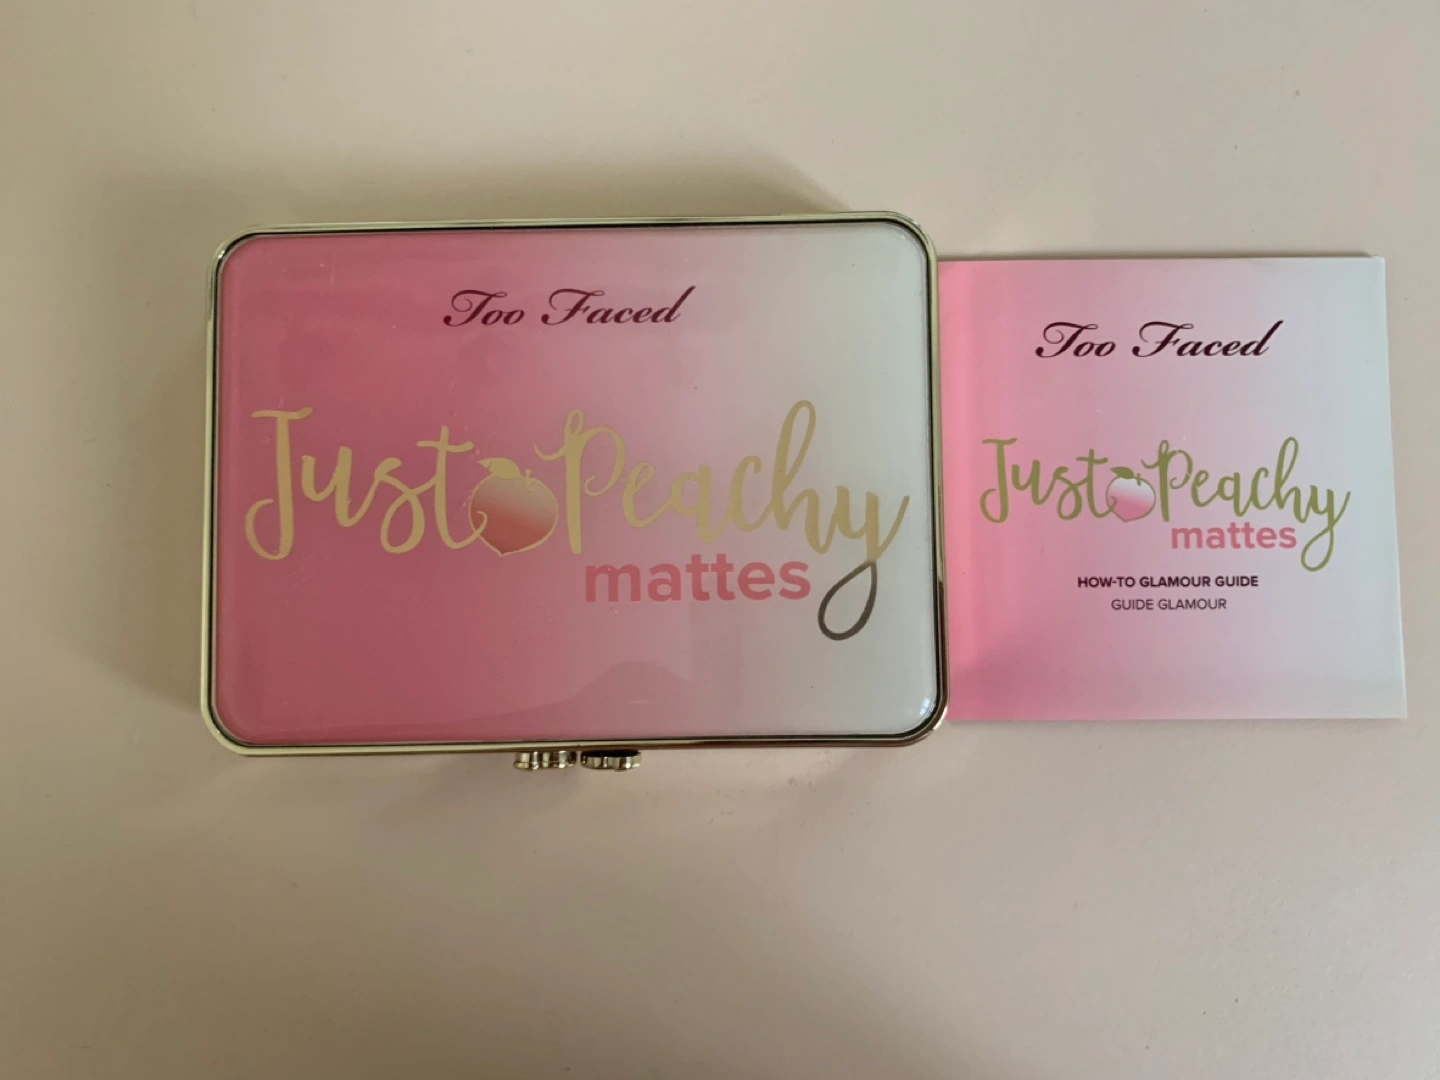 Too Faced
Just Peachy
mattes
Too Faced
Just Peachy
mattes
HOW-TO GLAMOUR GUIDE
GUIDE GLAMOUR